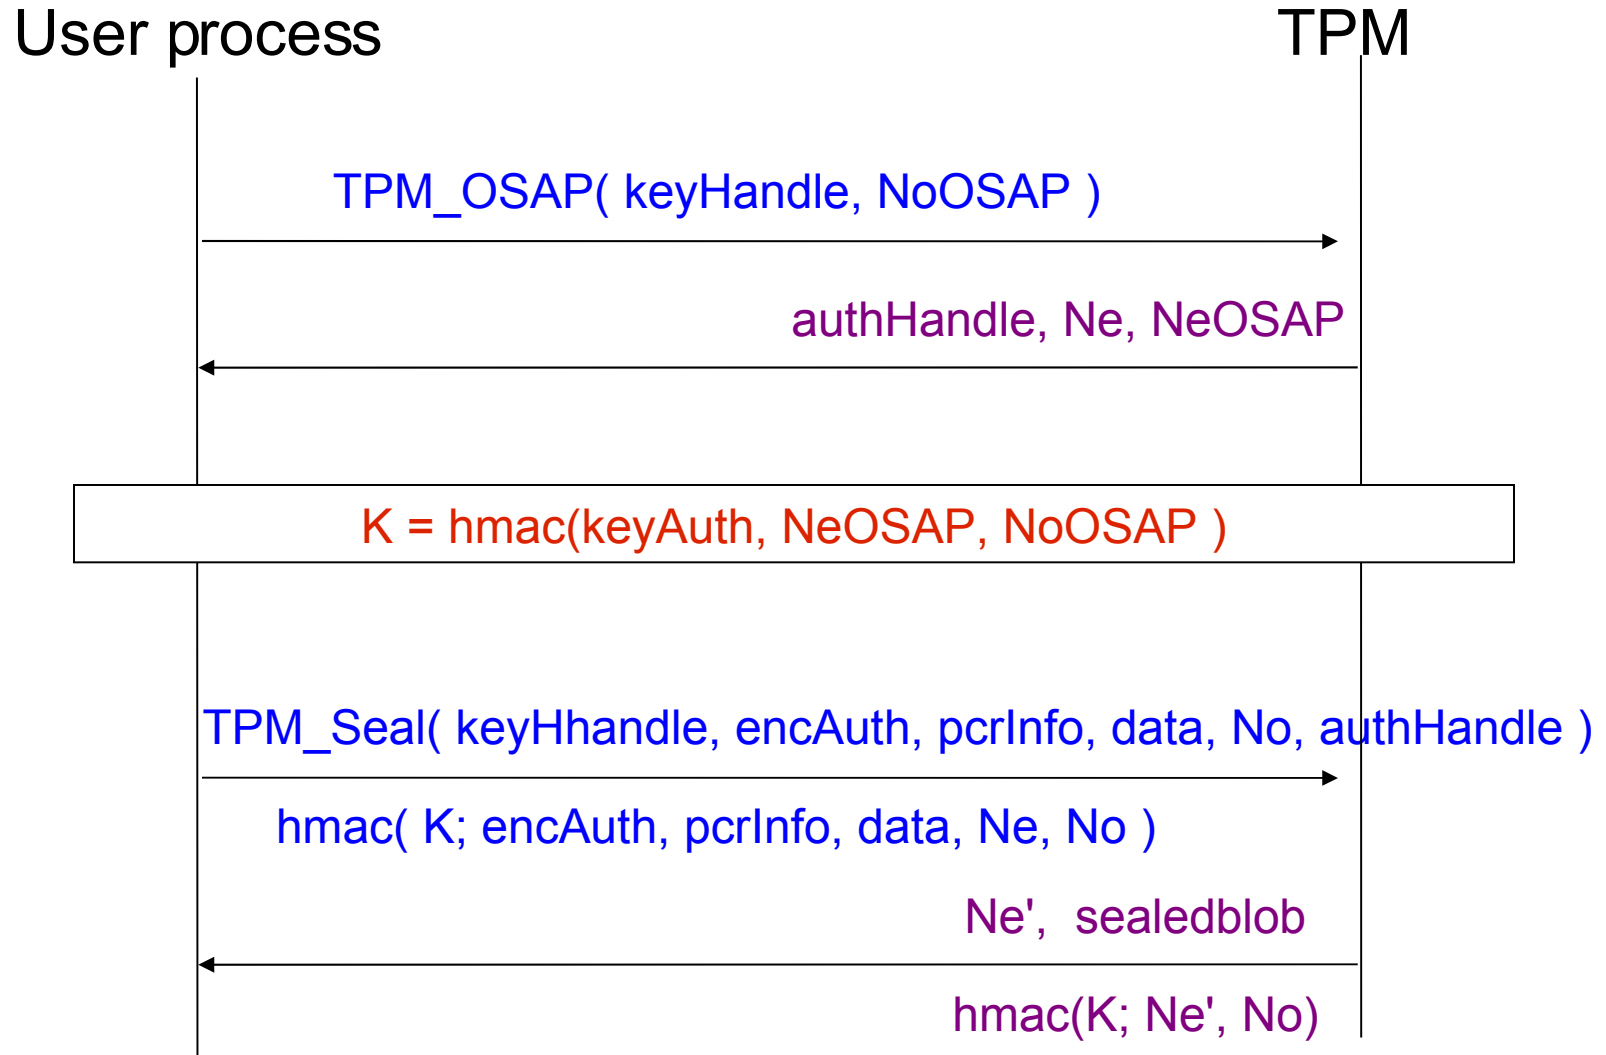 User process
TPM
TPM_OSAP( keyHandle, NoOSAP )
authHandle, Ne, NeOSAP
K = hmac(keyAuth, NeOSAP, NoOSAP )
TPM_Seal( keyHhandle, encAuth, pcrInfo, data, No, authHandle )
hmac( K; encAuth, pcrInfo, data, Ne, No )
Ne', sealedblob
hmac(K; Ne', No)